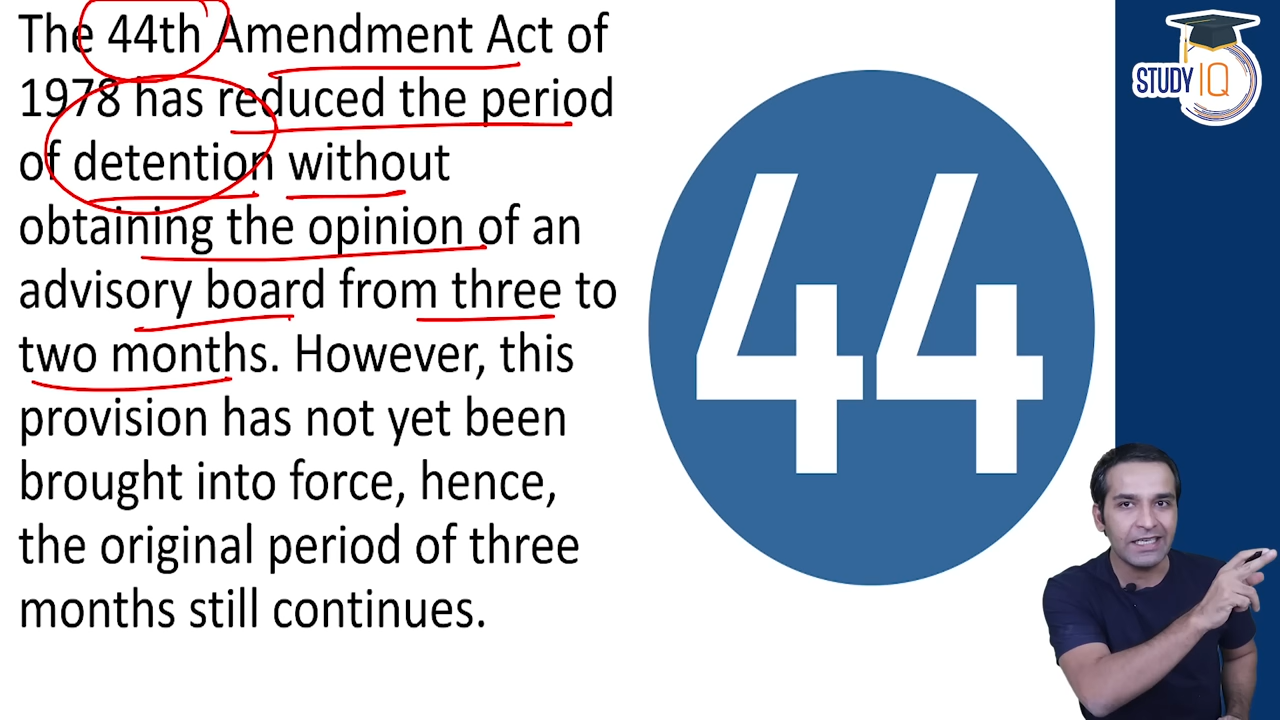 The 44th Amendment Act of
1978 has reduced the period
of detention without
obtaining the opinion of an
advisory board from three to
two months. However, this
provision has not yet been
brought into force, hence,
the original period of three
months still continues.
44
STUDY IQ